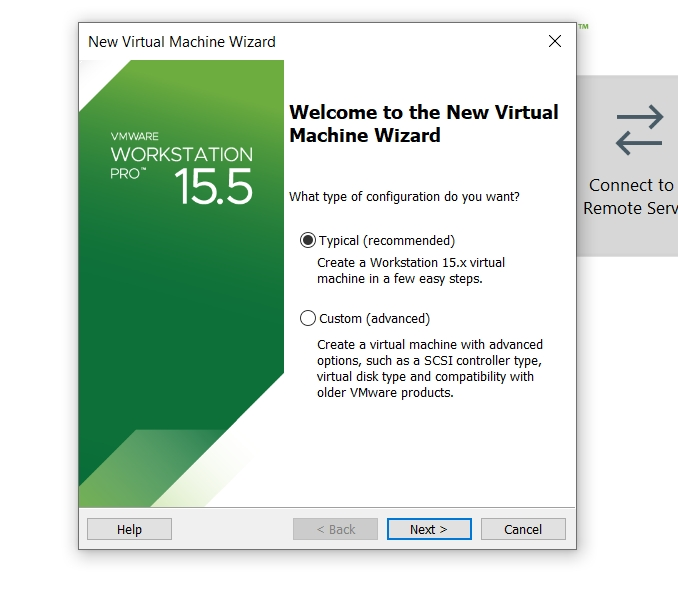 New Virtual Machine Wizard
™
VMWARE
WORKSTATION
PRO™ 15.5
Welcome to the New Virtual
Machine Wizard
What type of configuration do you want?
Typical (recommended)
Create a Workstation 15.x virtual
machine in a few easy steps.
Custom (advanced)
Create a virtual machine with advanced
options, such as a SCSI controller type,
virtual disk type and compatibility with
older VMware products.
Connect to
Remote Serv
Help
< Back
Next >
Cancel